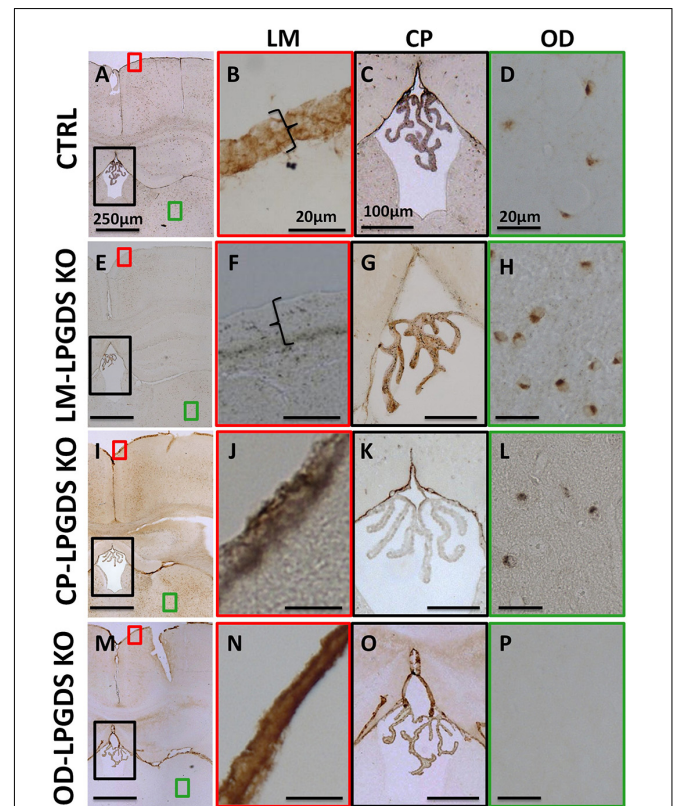 LM CP OD
CTRL
A B C D
250µm 20µm 100µm 20µm
LM-LPGDS KO
E F G H
CP-LPGDS KO
I J K L
OD-LPGDS KO
M N O P